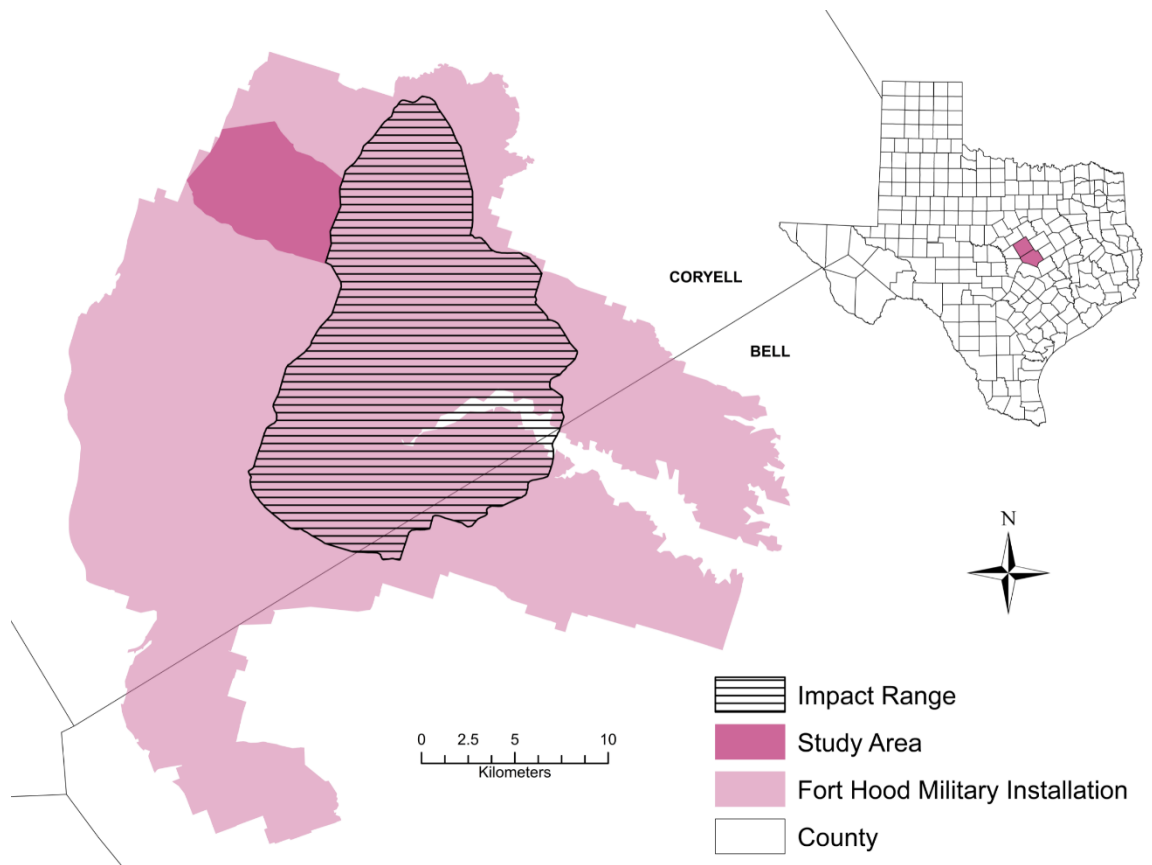 CORYELL
BELL
N
0 2.5 5 10
Kilometers
Impact Range
Study Area
Fort Hood Military Installation
County